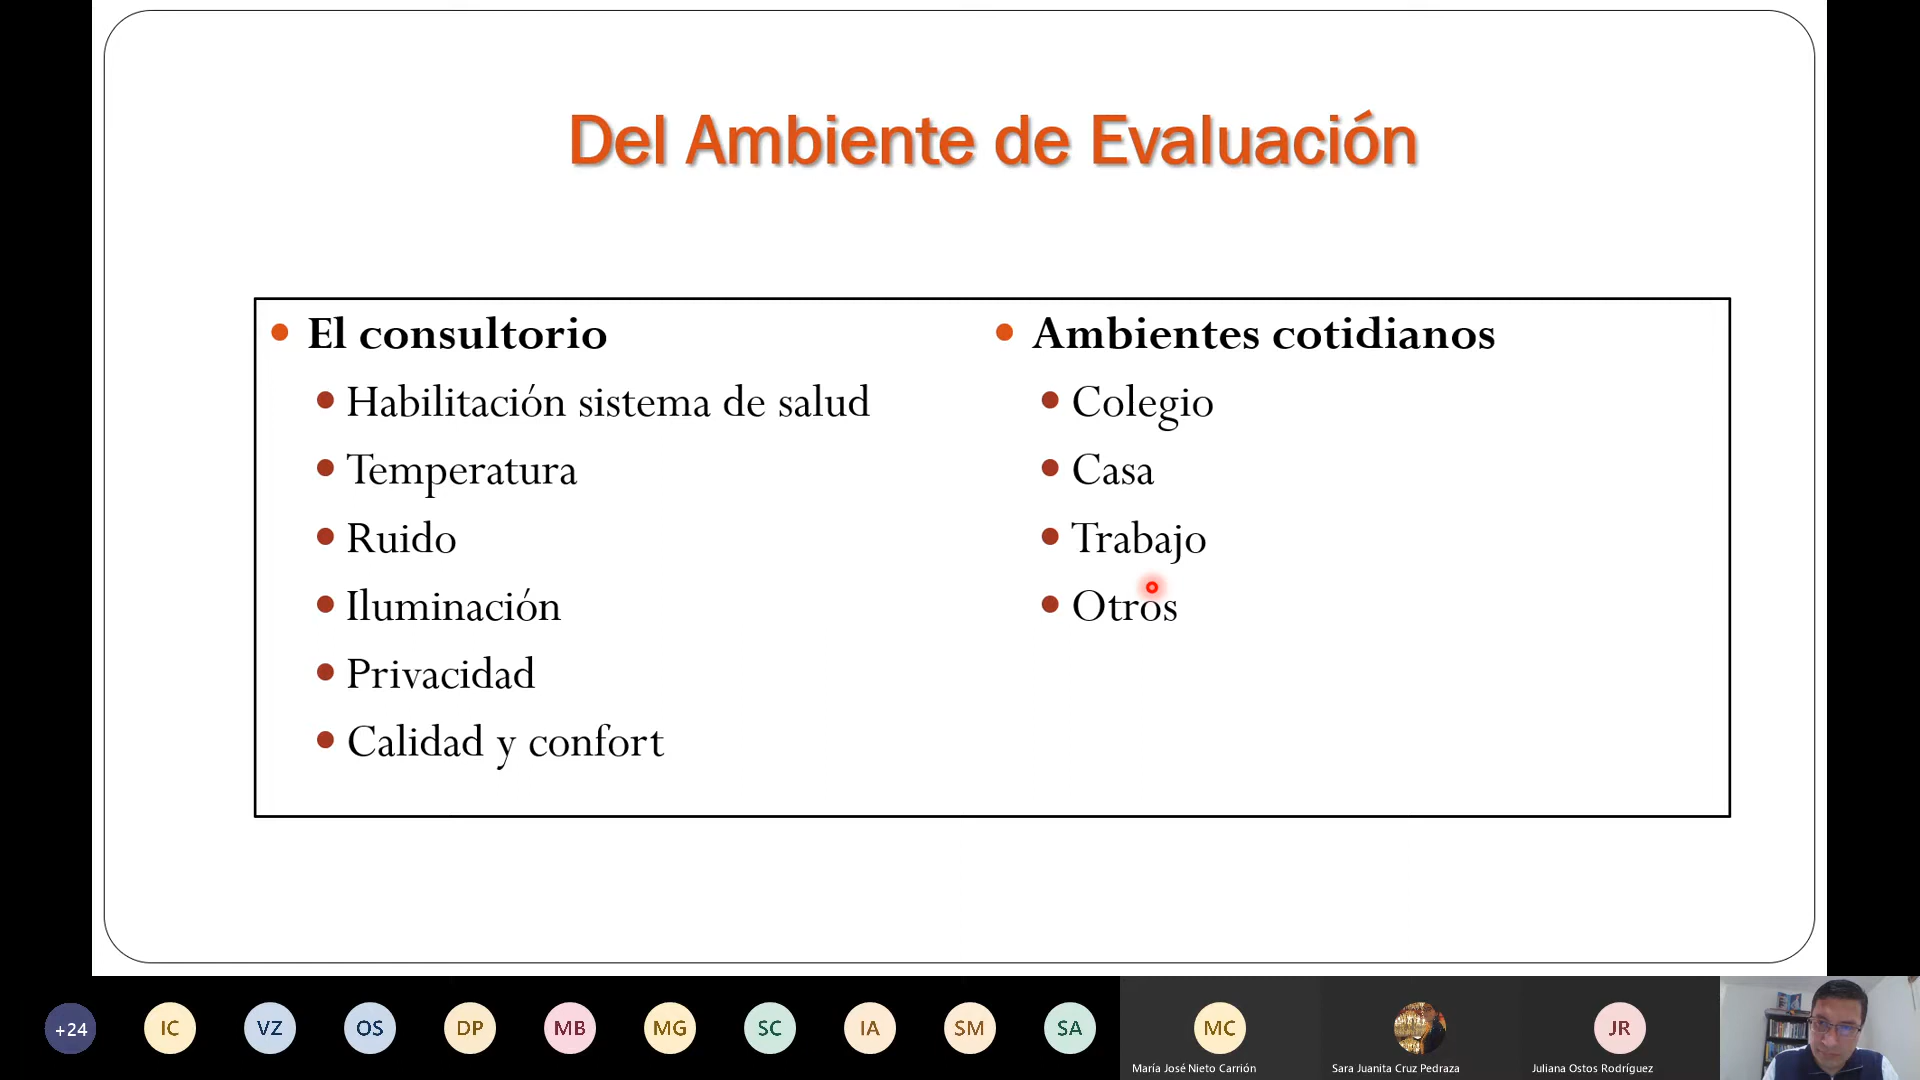 Del Ambiente de Evaluación
El consultorio
Habilitación sistema de salud
Temperatura
Ruido
Iluminación
Privacidad
Calidad y confort
Ambientes cotidianos
Colegio
Casa
Trabajo
Otros
+24
IC
VZ
OS
DP
MB
MG
SC
IA
SM
SA
MC
JR
María José Nieto Carrión
Sara Juanita Cruz Pedraza
Juliana Ostos Rodríguez